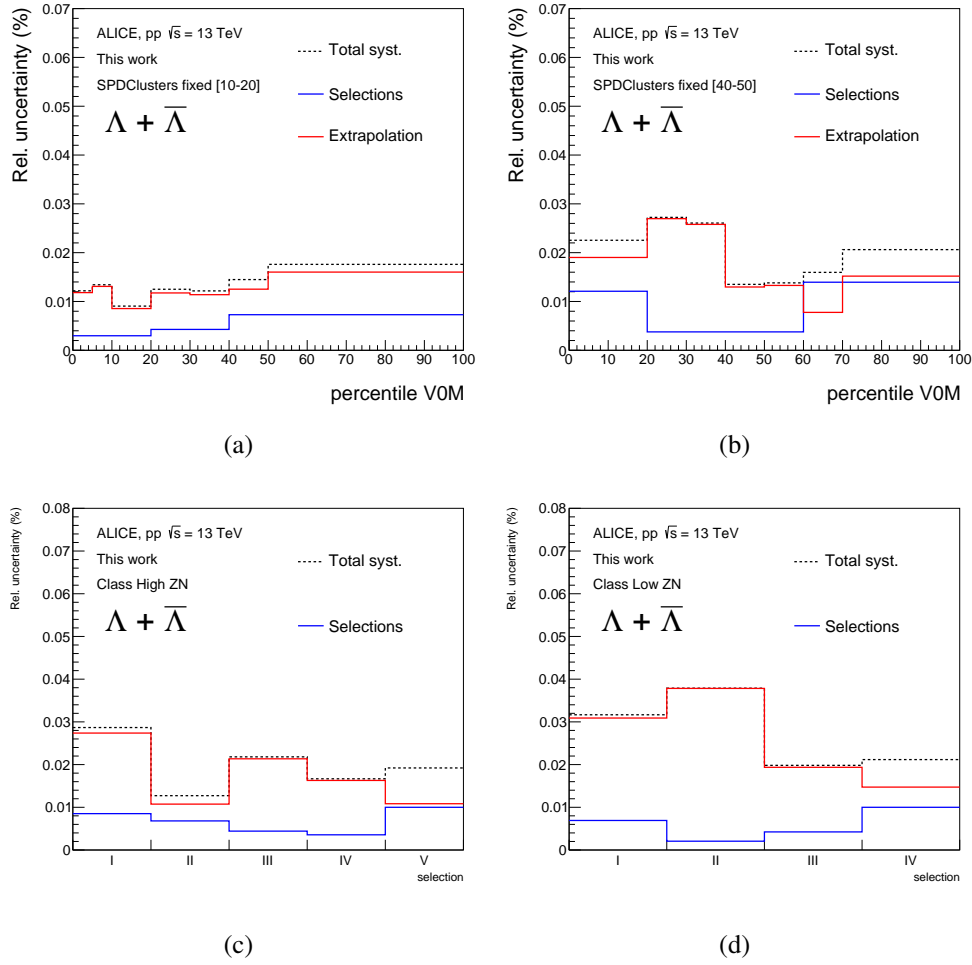 Rel. uncertainty (%)
0.07
0.06
0.05
0.04
0.03
0.02
0.01
0
ALICE, pp √s = 13 TeV
This work
SPDClusters fixed [10-20]
Λ + Λ̅
Total syst.
Selections
Extrapolation
0 10 20 30 40 50 60 70 80 90 100
percentile V0M
(a)
Rel. uncertainty (%)
0.07
0.06
0.05
0.04
0.03
0.02
0.01
0
ALICE, pp √s = 13 TeV
This work
SPDClusters fixed [40-50]
Λ + Λ̅
Total syst.
Selections
Extrapolation
0 10 20 30 40 50 60 70 80 90 100
percentile V0M
(b)
Rel. uncertainty (%)
0.08
0.07
0.06
0.05
0.04
0.03
0.02
0.01
0
ALICE, pp √s = 13 TeV
This work
Class High ZN
Λ + Λ̅
Total syst.
Selections
I II III IV V
selection
(c)
Rel. uncertainty (%)
0.08
0.07
0.06
0.05
0.04
0.03
0.02
0.01
0
ALICE, pp √s = 13 TeV
This work
Class Low ZN
Λ + Λ̅
Total syst.
Selections
I II III IV
selection
(d)